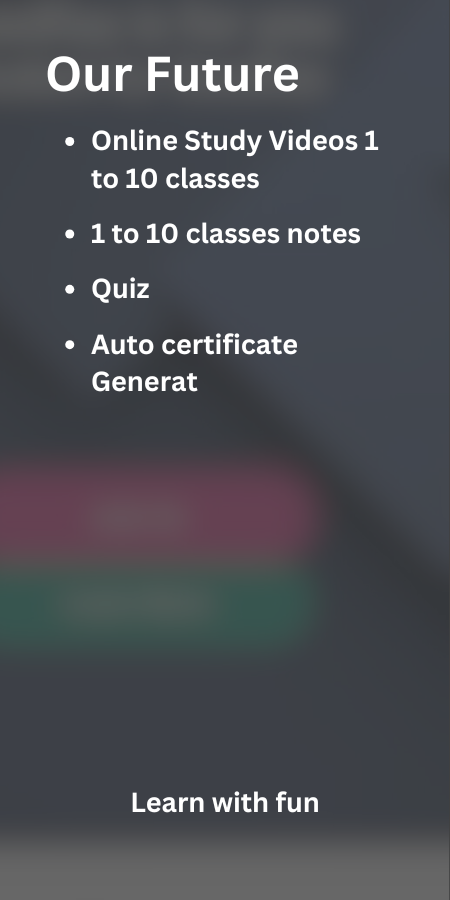 Our Future
• Online Study Videos 1
to 10 classes
• 1 to 10 classes notes
• Quiz
• Auto certificate
Generat
Learn with fun